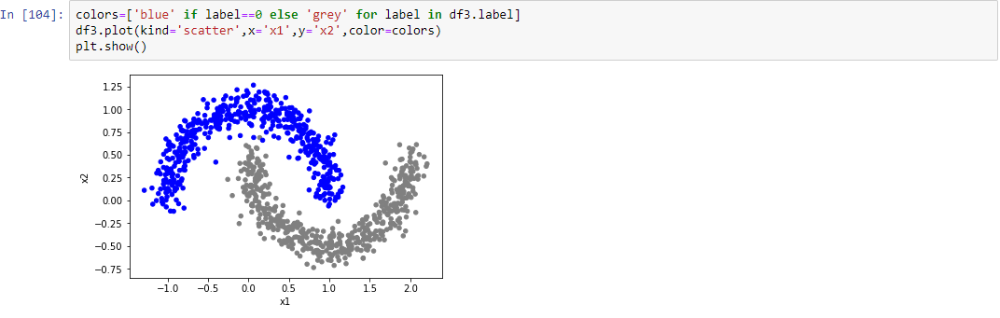 In [104]: colors=['blue' if label==0 else 'grey' for label in df3.label]
df3.plot(kind='scatter',x='x1',y='x2',color=colors)
plt.show()
1.25
1.00
0.75
0.50
0.25
0.00
−0.25
−0.50
−0.75
x2
−1.0 −0.5 0.0 0.5 1.0 1.5 2.0
x1